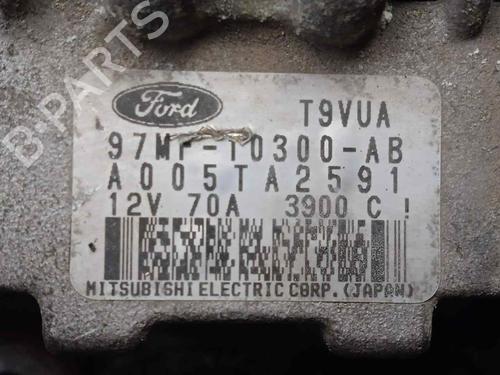 B-PARTS
Ford
T9VUA
97MF-10300-AB
A005TA2591
12V 70A 3900 C !
MITSUBISHI ELECTRIC CORP. (JAPAN)